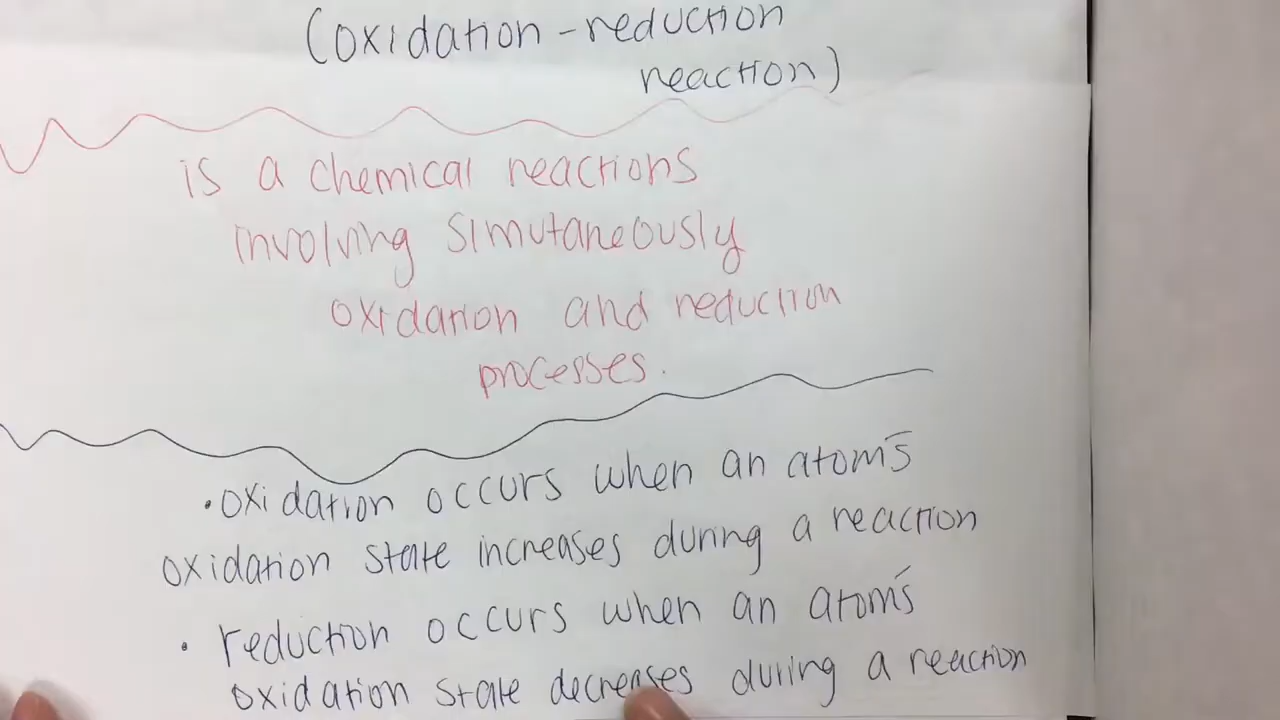 (oxidation-reduction
reaction)
is a chemical reactions
involving simutaneously
oxidation and reduction
processes.
• oxidation occurs when an atom's
oxidation state increases during a reaction
• reduction occurs when an atom's
oxidation state decreases during a reaction